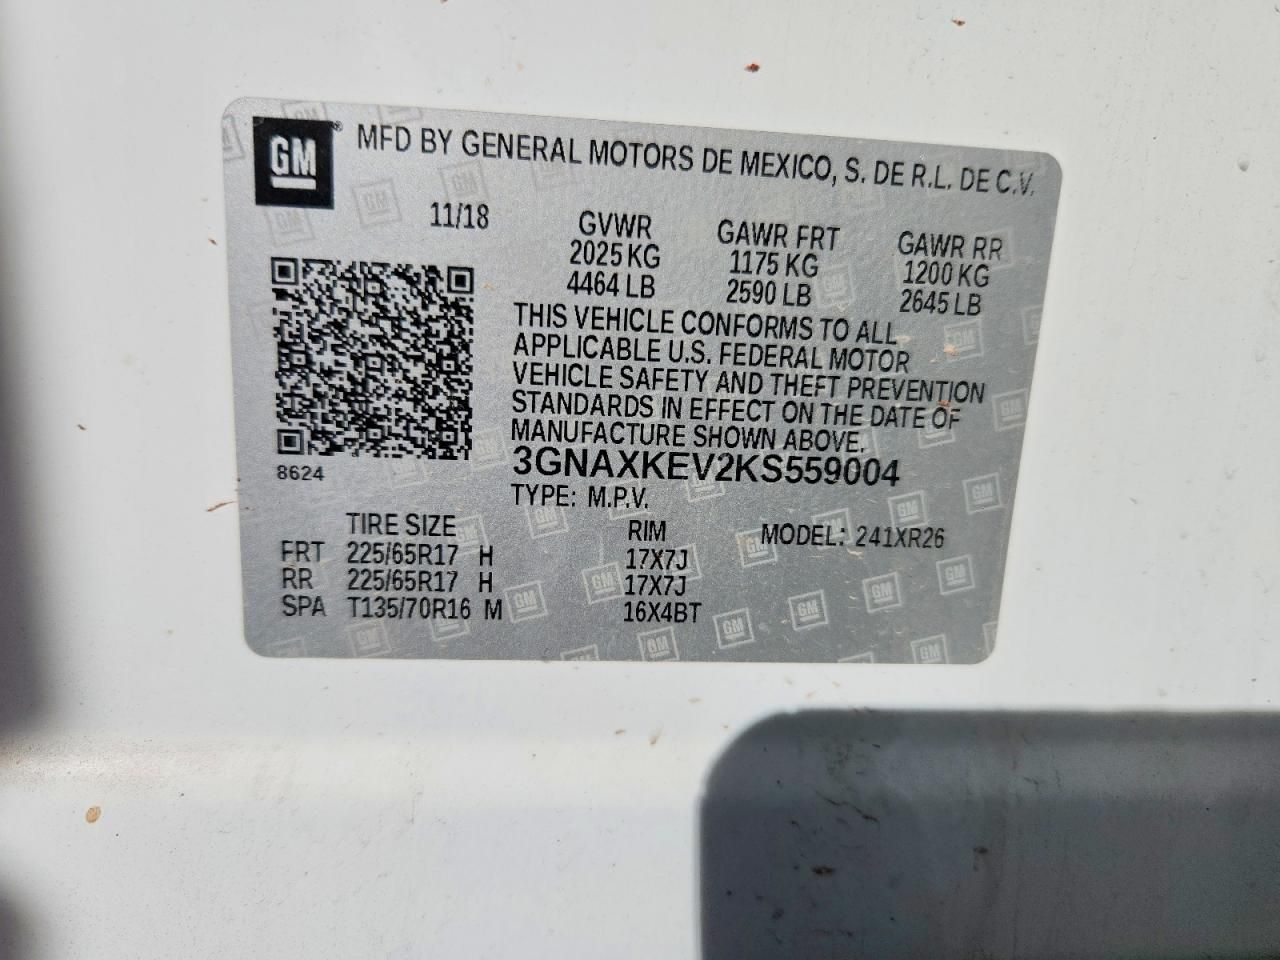 GM ® MFD BY GENERAL MOTORS DE MEXICO, S. DE R.L. DE C.V.
11/18 GVWR GAWR FRT GAWR RR
2025 KG 1175 KG 1200 KG
4464 LB 2590 LB 2645 LB
THIS VEHICLE CONFORMS TO ALL
APPLICABLE U.S. FEDERAL MOTOR
VEHICLE SAFETY AND THEFT PREVENTION
STANDARDS IN EFFECT ON THE DATE OF
MANUFACTURE SHOWN ABOVE.
8624 3GNAXKEV2KS559004
TYPE: M.P.V.
TIRE SIZE RIM MODEL: 241XR26
FRT 225/65R17 H 17X7J
RR 225/65R17 H 17X7J
SPA T135/70R16 M 16X4BT